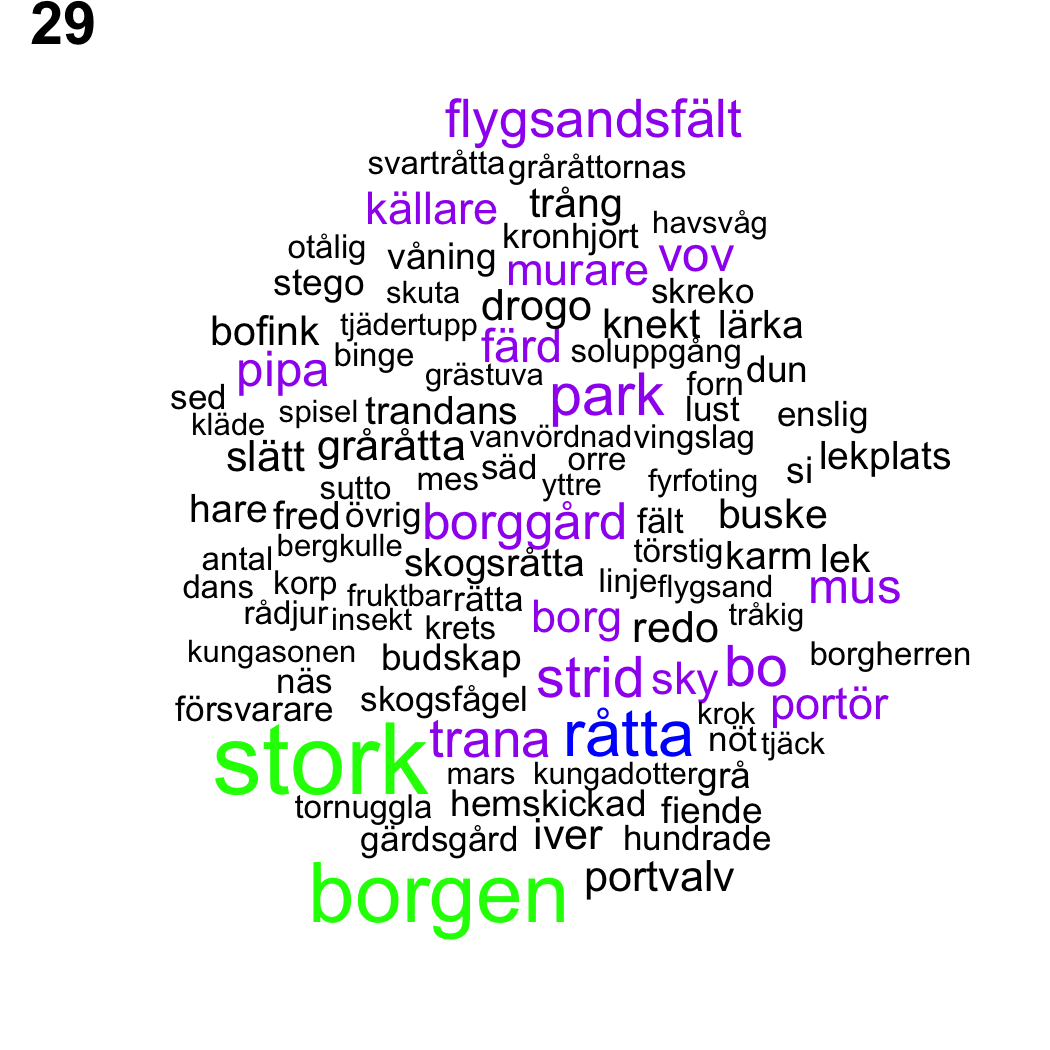 29
flygsandsfält
svartråtta gråråttornas
källare trång
havsvåg
otålig våning kronhjort vov
stego skuta murare skreko
drogo
bofink tjädertupp knekt lärka
pipa binge färd soluppgång dun
grästuva park forn
sed kläde spisel trandans lust enslig
slätt gråråtta vanvördnad vingslag
mes säd orre si lekplats
sutto yttre fyrfoting
hare fred övrig borggård fält buske
antal bergkulle skogsråtta törstig karm lek
dans korp fruktbar rätta linje flygsand mus
rådjur insekt krets borg redo tråkig
kungasonen budskap strid sky bo borgherren
näs
försvarare skogsfågel krok portör
stork trana råtta nöt tjäck
mars kungadotter grå
tornuggla hemskickad fiende
gärdsgård iver hundrade
borgen portvalv